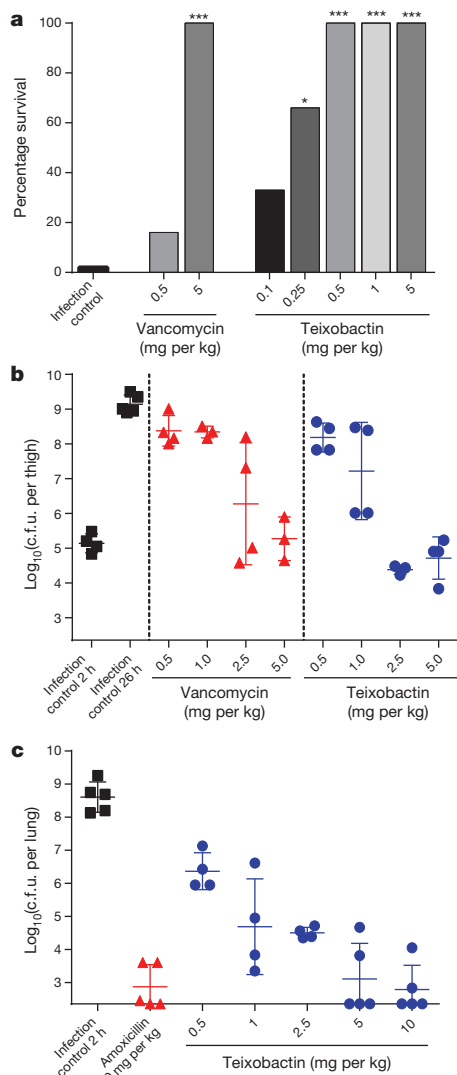 a
Percentage survival
100
80
60
40
20
0
***
*
***
***
***
Infection
control
0.5
5
0.1
0.25
0.5
1
5
Vancomycin
(mg per kg)
Teixobactin
(mg per kg)
b
Log10(c.f.u. per thigh)
10
9
8
7
6
5
4
3
Infection
control 2 h
Infection
control 26 h
0.5
1.0
2.5
5.0
0.5
1.0
2.5
5.0
Vancomycin
(mg per kg)
Teixobactin
(mg per kg)
c
Log10(c.f.u. per lung)
10
9
8
7
6
5
4
3
Infection
control 2 h
Amoxicillin
mg per kg
0.5
1
2.5
5
10
Teixobactin (mg per kg)